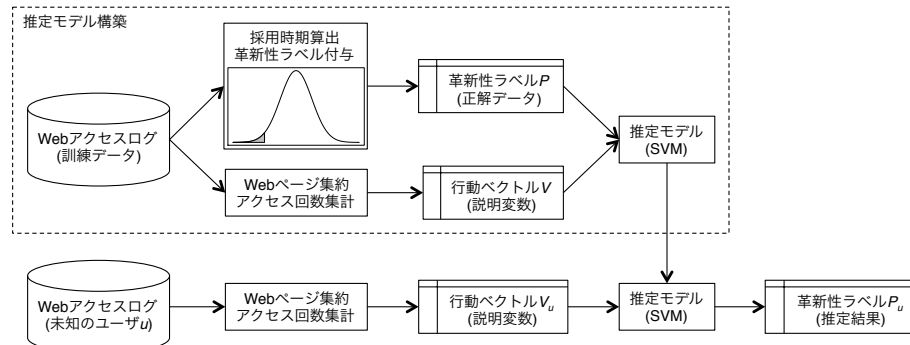 推定モデル構築
採用時期算出
革新性ラベル付与
Webアクセスログ
(訓練データ)
革新性ラベルP
(正解データ)
Webページ集約
アクセス回数集計
行動ベクトルV
(説明変数)
推定モデル
(SVM)
Webアクセスログ
(未知のユーザu)
Webページ集約
アクセス回数集計
行動ベクトルVu
(説明変数)
推定モデル
(SVM)
革新性ラベルPu
(推定結果)